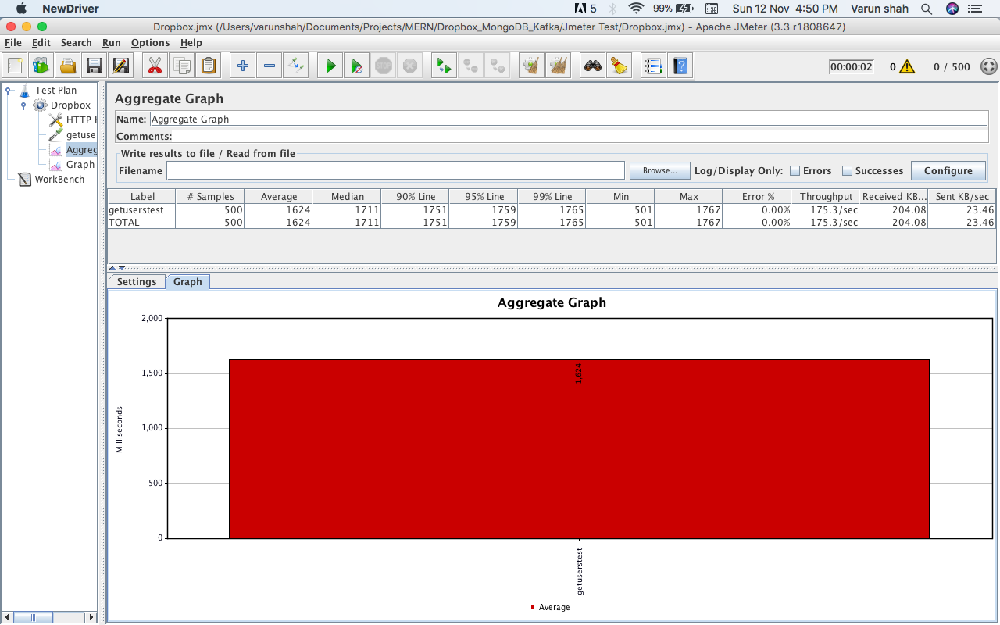 NewDriver 5 99% Sun 12 Nov 4:50 PM Varun shah
Dropbox.jmx (/Users/varunshah/Documents/Projects/MERN/Dropbox_MongoDB_Kafka/Jmeter Test/Dropbox.jmx) - Apache JMeter (3.3 r1808647)
File Edit Search Run Options Help
STOP 00:00:02 0 0 / 500
Test Plan
Dropbox
HTTP
getuse
Aggreg
Graph
WorkBench
Aggregate Graph
Name: Aggregate Graph
Comments:
Write results to file / Read from file
Filename Browse... Log/Display Only: Errors Successes Configure
Label # Samples Average Median 90% Line 95% Line 99% Line Min Max Error % Throughput Received KB... Sent KB/sec
getuserstest 500 1624 1711 1751 1759 1765 501 1767 0.00% 175.3/sec 204.08 23.46
TOTAL 500 1624 1711 1751 1759 1765 501 1767 0.00% 175.3/sec 204.08 23.46
Settings Graph
Aggregate Graph
2,000
1,500
1,000
500
0
Milliseconds
1,624
getuserstest
Average